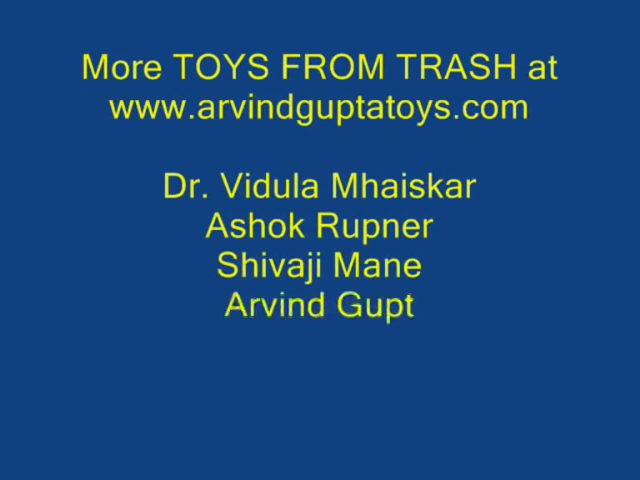 More TOYS FROM TRASH at
www.arvindguptatoys.com
Dr. Vidula Mhaiskar
Ashok Rupner
Shivaji Mane
Arvind Gupt